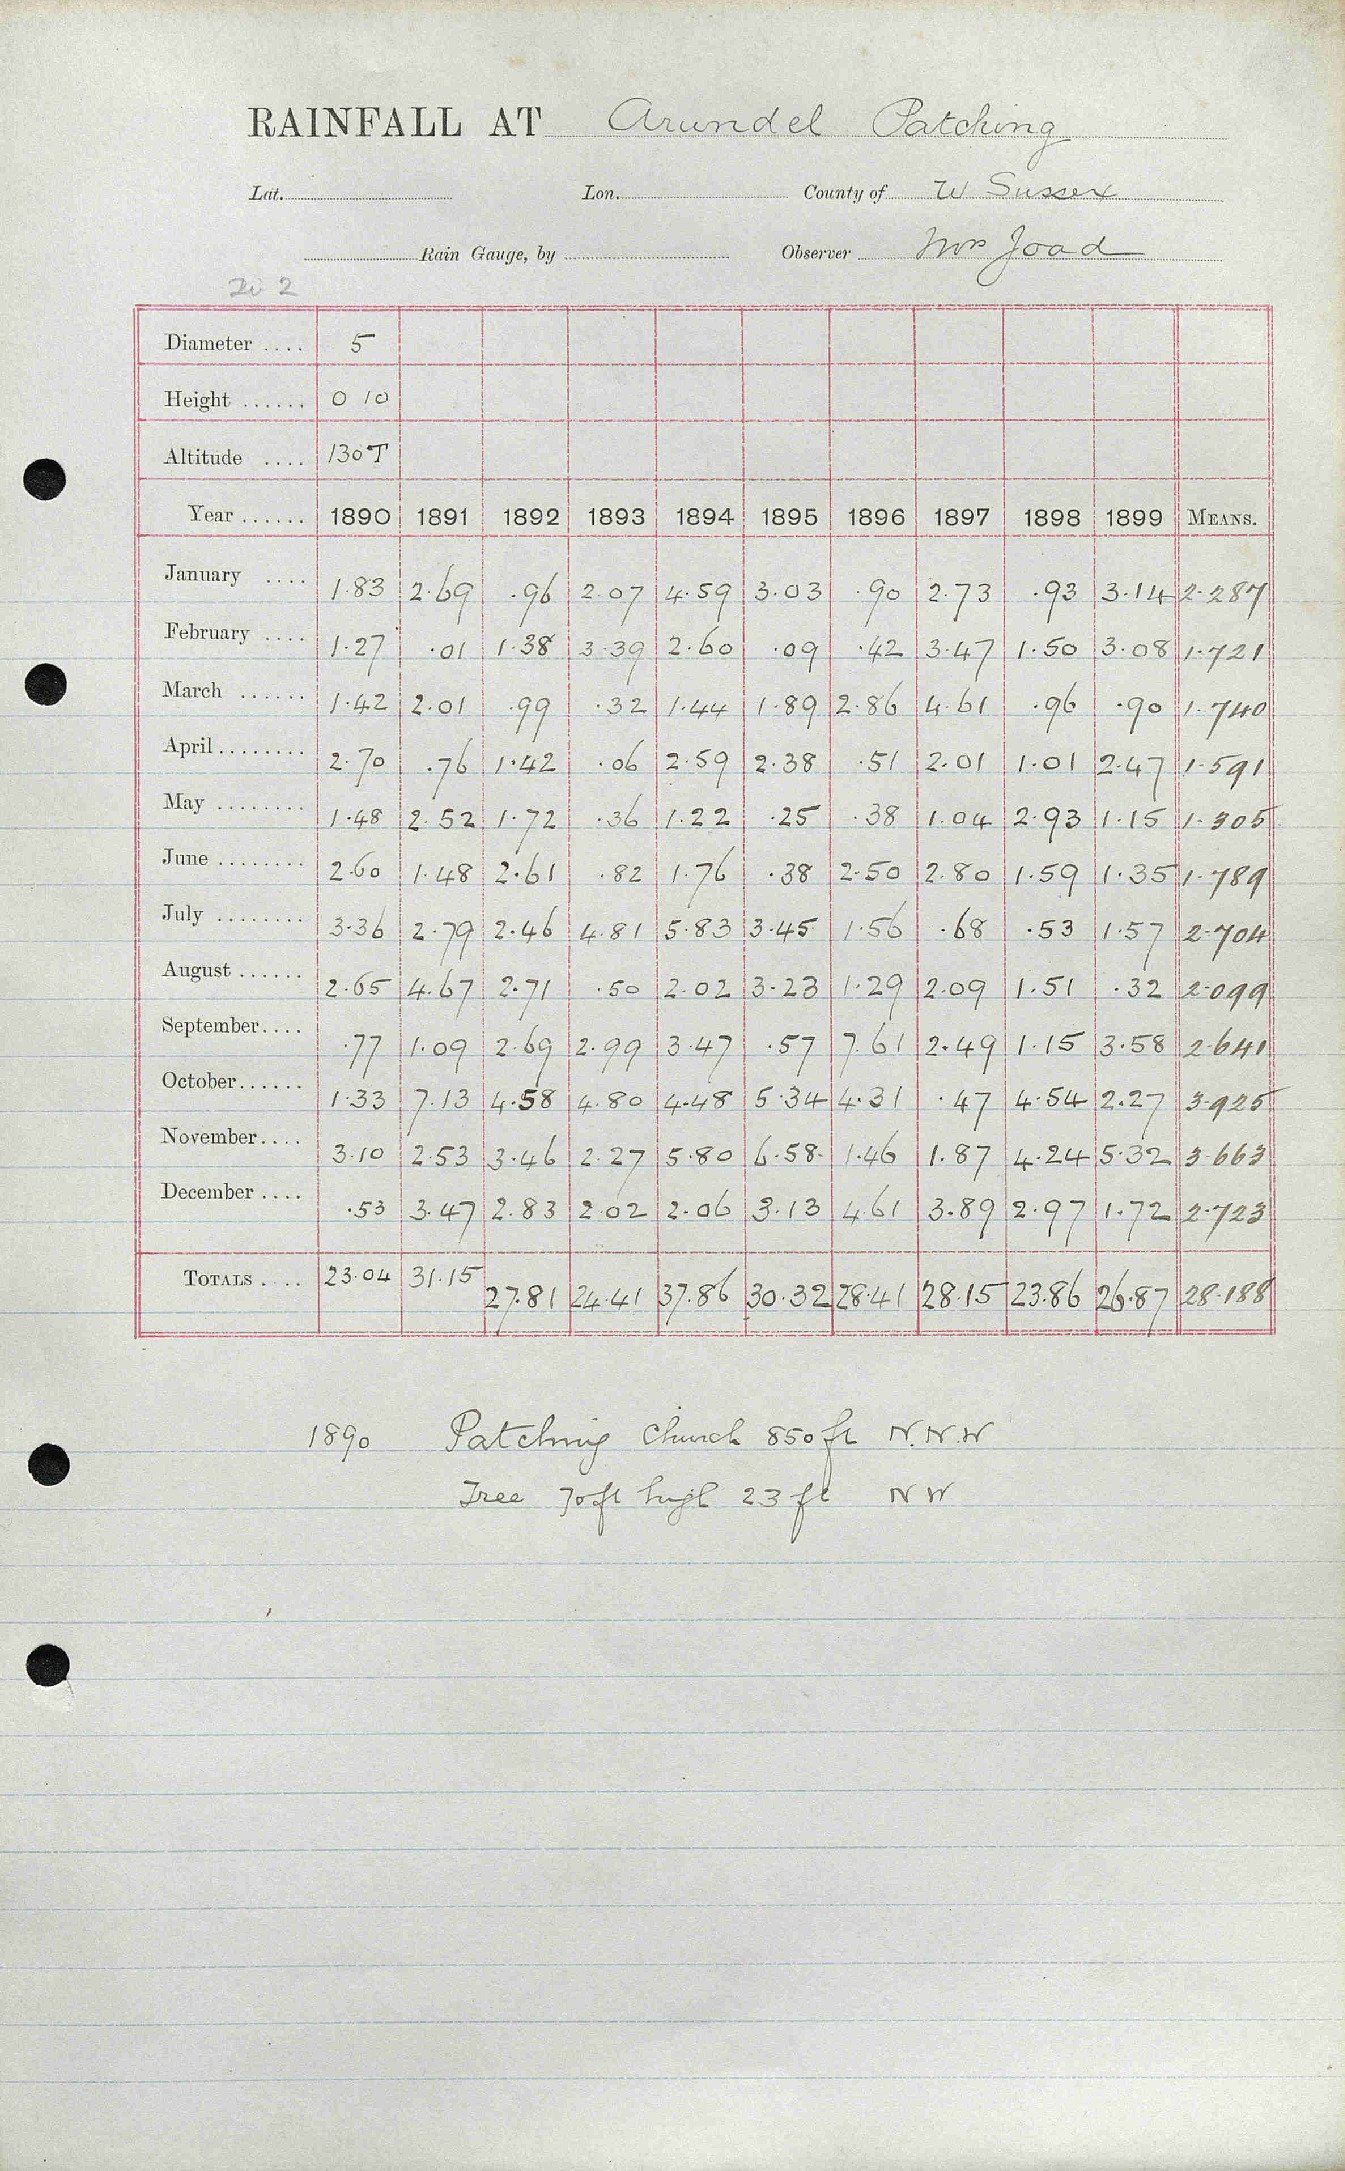 RAINFALL AT Arundel Patching
Lat. Lon. County of W Sussex
Rain Gauge, by Observer Mrs Joad
Diameter .... 5
Height ...... 0 10
Altitude .... 130T
Year ...... 1890 1891 1892 1893 1894 1895 1896 1897 1898 1899 MEANS.
January .... 1.83 2.69 .96 2.07 4.59 3.03 .90 2.73 .93 3.14 2.287
February .... 1.27 .01 1.38 3.39 2.60 .09 .42 3.47 1.50 3.08 1.721
March ...... 1.42 2.01 .99 .32 1.44 1.89 2.86 4.61 .96 .90 1.740
April ........ 2.70 .76 1.42 .06 2.59 2.38 .51 2.01 1.01 2.47 1.591
May ........ 1.48 2.52 1.72 .36 1.22 .25 .38 1.04 2.93 1.15 1.305
June ........ 2.60 1.48 2.61 .82 1.76 .38 2.50 2.80 1.59 1.35 1.789
July ........ 3.36 2.79 2.46 4.81 5.83 3.45 1.56 .68 .53 1.57 2.704
August ...... 2.65 4.67 2.71 .50 2.02 3.23 1.29 2.09 1.51 .32 2.099
September.... .77 1.09 2.69 2.99 3.47 .57 7.61 2.49 1.15 3.58 2.641
October...... 1.33 7.13 4.58 4.80 4.48 5.34 4.31 .47 4.54 2.27 3.925
November.... 3.10 2.53 3.46 2.27 5.80 6.58 1.46 1.87 4.24 5.32 3.663
December .... .53 3.47 2.83 2.02 2.06 3.13 4.61 3.89 2.97 1.72 2.723
TOTALS .... 23.04 31.15 27.81 24.41 37.86 30.32 28.41 28.15 23.86 26.87 28.188
1890 Patching Church 850 ft N.N.W
Tree 70ft high 23 ft NW